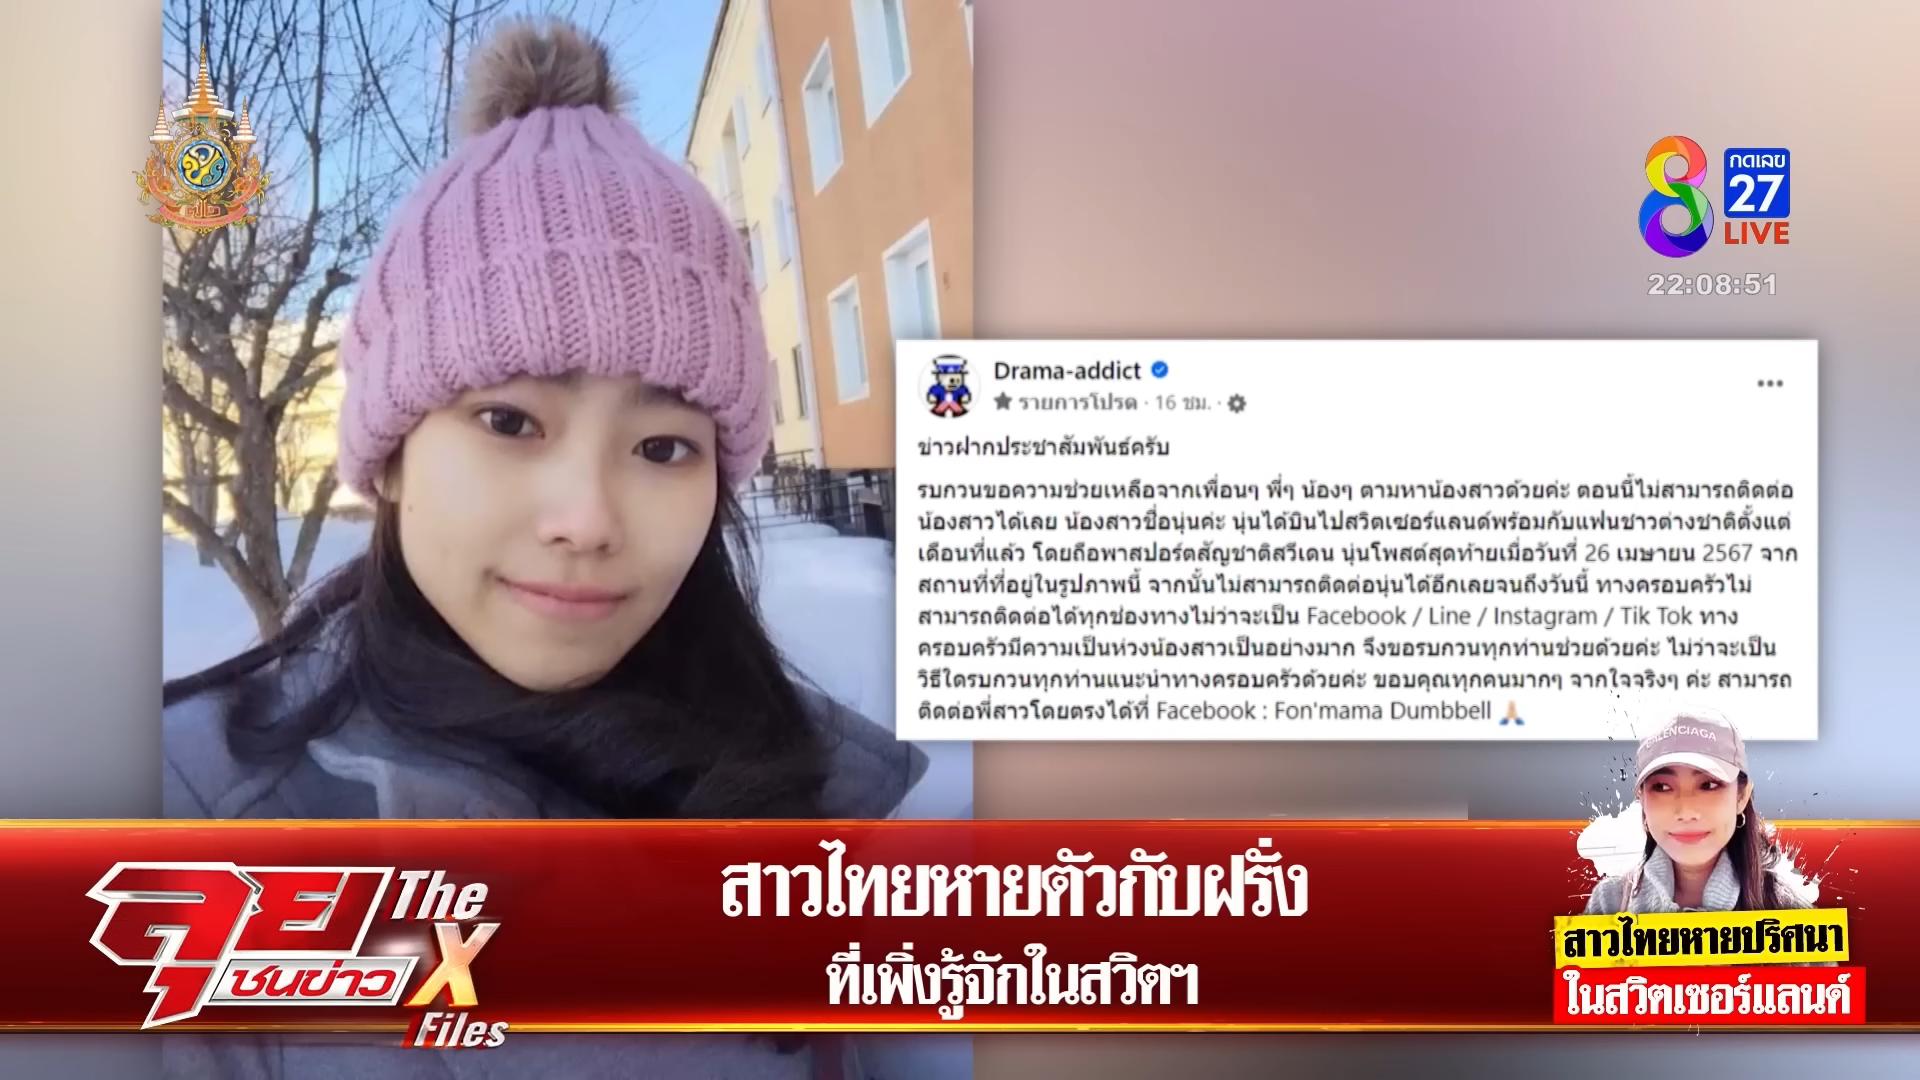 ๗๒
กดเลข
27
LIVE
22:08:51
Drama-addict
รายการโปรด · 16 ชม. ·
ข่าวฝากประชาสัมพันธ์ครับ
รบกวนขอความช่วยเหลือจากเพื่อนๆ พี่ๆ น้องๆ ตามหาน้องสาวด้วยค่ะ ตอนนี้ไม่สามารถติดต่อ
น้องสาวได้เลย น้องสาวชื่อนุ่นค่ะ นุ่นได้บินไปสวิตเซอร์แลนด์พร้อมกับแฟนชาวต่างชาติตั้งแต่
เดือนที่แล้ว โดยถือพาสปอร์ตสัญชาติสวีเดน นุ่นโพสต์สุดท้ายเมื่อวันที่ 26 เมษายน 2567 จาก
สถานที่ที่อยู่ในรูปภาพนี้ จากนั้นไม่สามารถติดต่อนุ่นได้อีกเลยจนถึงวันนี้ ทางครอบครัวไม่
สามารถติดต่อได้ทุกช่องทางไม่ว่าจะเป็น Facebook / Line / Instagram / Tik Tok ทาง
ครอบครัวมีความเป็นห่วงน้องสาวเป็นอย่างมาก จึงขอรบกวนทุกท่านช่วยด้วยค่ะ ไม่ว่าจะเป็น
วิธีใดรบกวนทุกท่านแนะนำทางครอบครัวด้วยค่ะ ขอบคุณทุกคนมากๆ จากใจจริงๆ ค่ะ สามารถ
ติดต่อพี่สาวโดยตรงได้ที่ Facebook : Fon'mama Dumbbell 🙏🏻
BALENCIAGA
ลุย
ชนข่าว
The
X
Files
สาวไทยหายตัวกับฝรั่ง
ที่เพิ่งรู้จักในสวิตฯ
สาวไทยหายปริศนา
ในสวิตเซอร์แลนด์